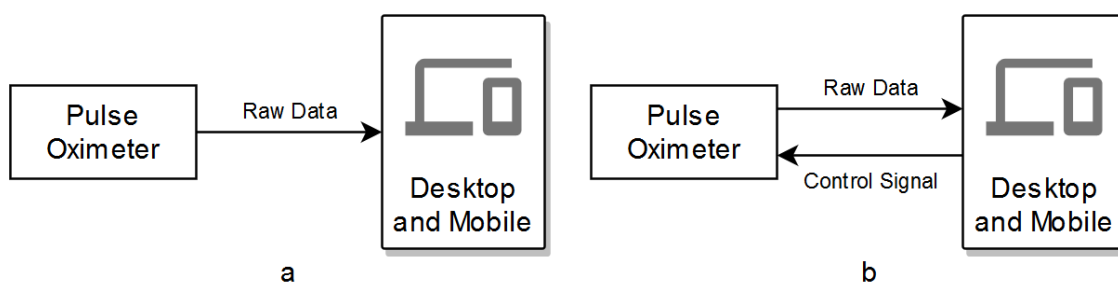 Pulse
Oximeter
Raw Data
Desktop
and Mobile
a
Pulse
Oximeter
Raw Data
Control Signal
Desktop
and Mobile
b